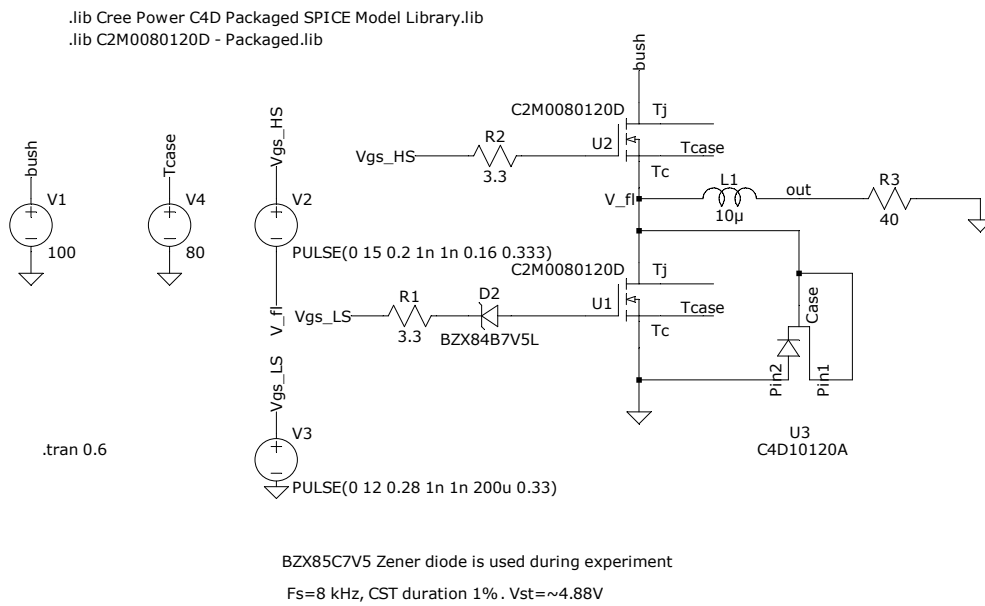 .lib Cree Power C4D Packaged SPICE Model Library.lib
.lib C2M0080120D - Packaged.lib
bush
C2M0080120D
Tj
Vgs_HS
R2
3.3
U2
Tcase
Tc
bush
V1
100
Tcase
V4
80
Vgs_HS
V2
PULSE(0 15 0.2 1n 1n 0.16 0.333)
V_fl
V_fl
L1
10µ
out
R3
40
C2M0080120D
Tj
Vgs_LS
R1
3.3
D2
BZX84B7V5L
U1
Tcase
Tc
Case
Pin2
Pin1
U3
C4D10120A
Vgs_LS
V3
PULSE(0 12 0.28 1n 1n 200u 0.33)
.tran 0.6
BZX85C7V5 Zener diode is used during experiment
Fs=8 kHz, CST duration 1%. Vst=~4.88V